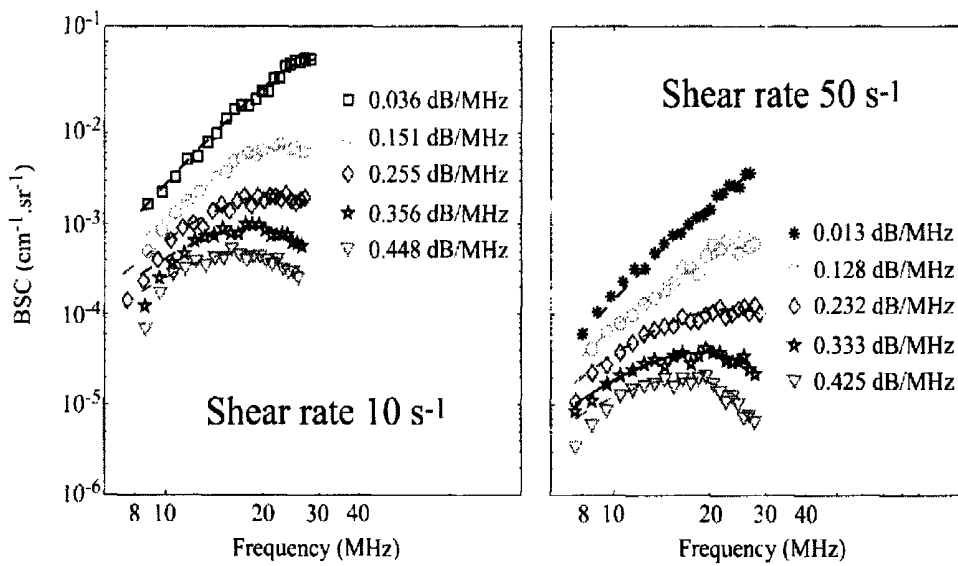 10-1
10-2
10-3
10-4
10-5
10-6
BSC (cm-1.sr-1)
0.036 dB/MHz
0.151 dB/MHz
0.255 dB/MHz
0.356 dB/MHz
0.448 dB/MHz
Shear rate 10 s-1
8 10 20 30 40
Frequency (MHz)
Shear rate 50 s-1
0.013 dB/MHz
0.128 dB/MHz
0.232 dB/MHz
0.333 dB/MHz
0.425 dB/MHz
8 10 20 30 40
Frequency (MHz)